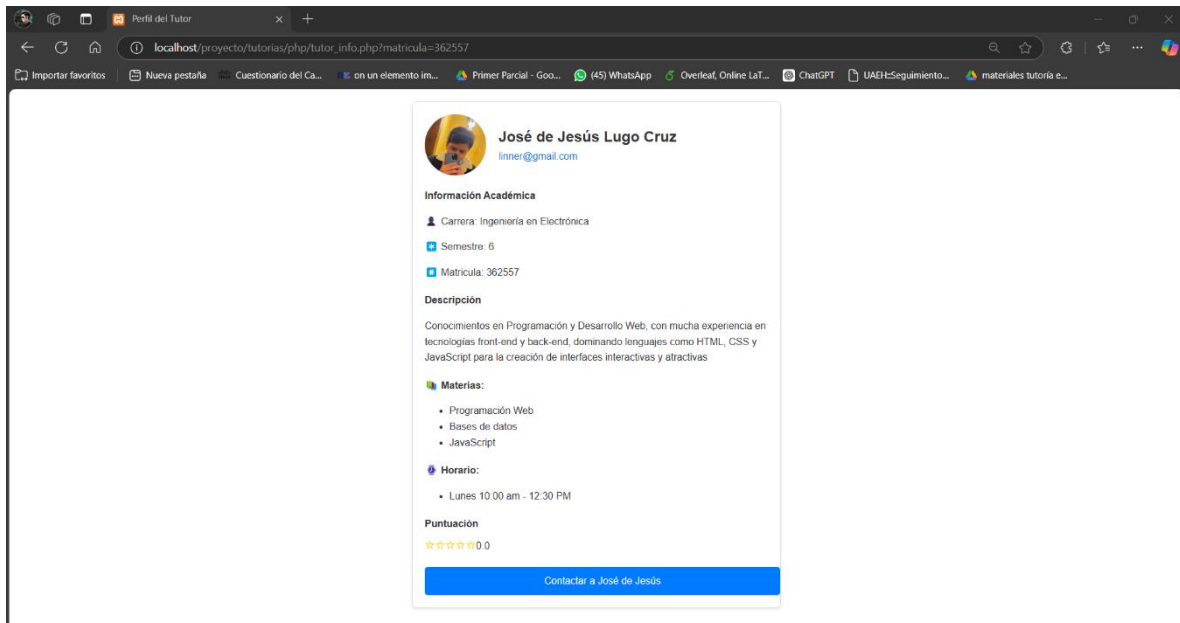 Perfil del Tutor
localhost/proyecto/tutorias/php/tutor_info.php?matricula=362557
Importar favoritos
Nueva pestaña
Cuestionario del Ca...
on un elemento im...
Primer Parcial - Goo...
(45) WhatsApp
Overleaf, Online LaT...
ChatGPT
UAEH::Seguimiento...
materiales tutoría e...
José de Jesús Lugo Cruz
linner@gmail.com
Información Académica
Carrera: Ingeniería en Electrónica
Semestre: 6
Matricula: 362557
Descripción
Conocimientos en Programación y Desarrollo Web, con mucha experiencia en
tecnologías front-end y back-end, dominando lenguajes como HTML, CSS y
JavaScript para la creación de interfaces interactivas y atractivas
Materias:
• Programación Web
• Bases de datos
• JavaScript
Horario:
• Lunes 10:00 am - 12:30 PM
Puntuación
☆☆☆☆☆0.0
Contactar a José de Jesús